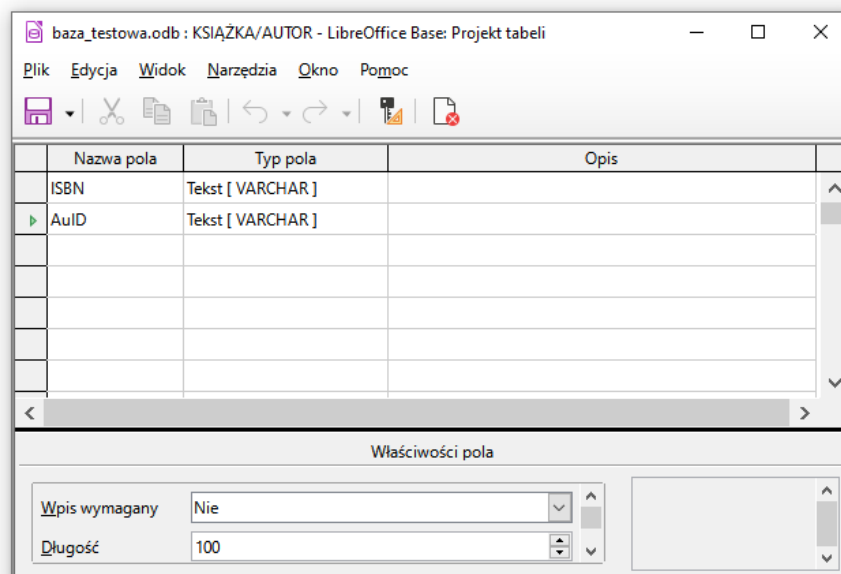 baza_testowa.odb : KSIĄŻKA/AUTOR - LibreOffice Base: Projekt tabeli
Plik Edycja Widok Narzędzia Okno Pomoc
Nazwa pola Typ pola Opis
ISBN Tekst [ VARCHAR ]
AuID Tekst [ VARCHAR ]
Właściwości pola
Wpis wymagany Nie
Długość 100